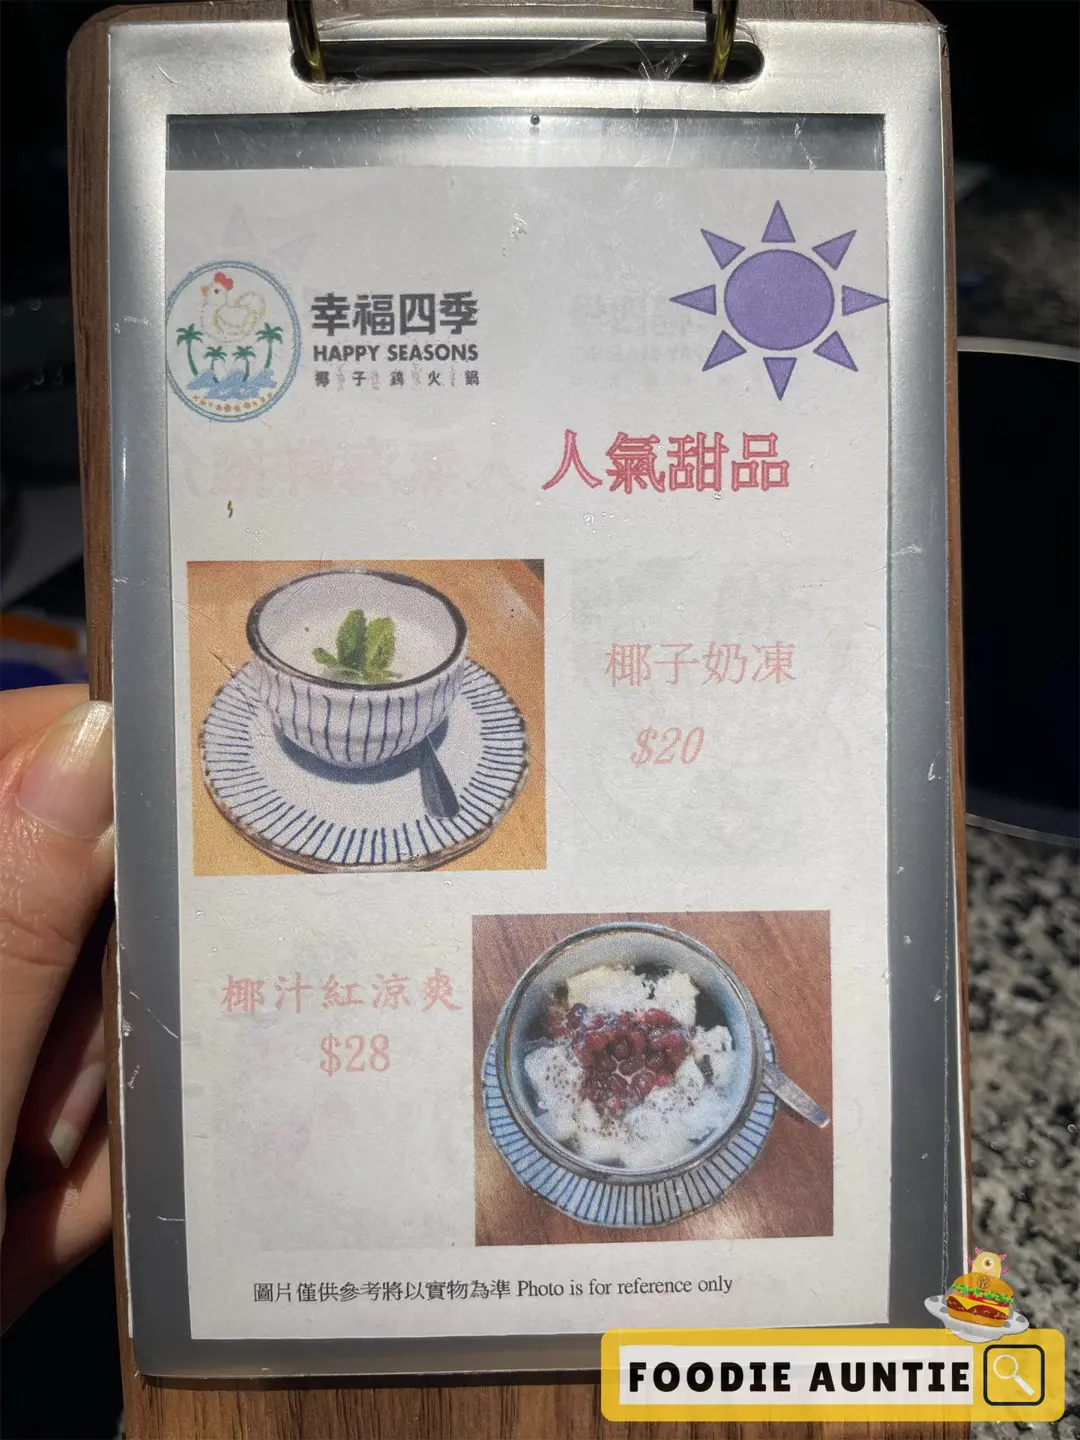 幸福四季
HAPPY SEASONS
椰子鷄火鍋
人氣甜品
椰子奶凍
$20
椰汁紅涼爽
$28
圖片僅供參考將以實物為準 Photo is for reference only
FOODIE AUNTIE